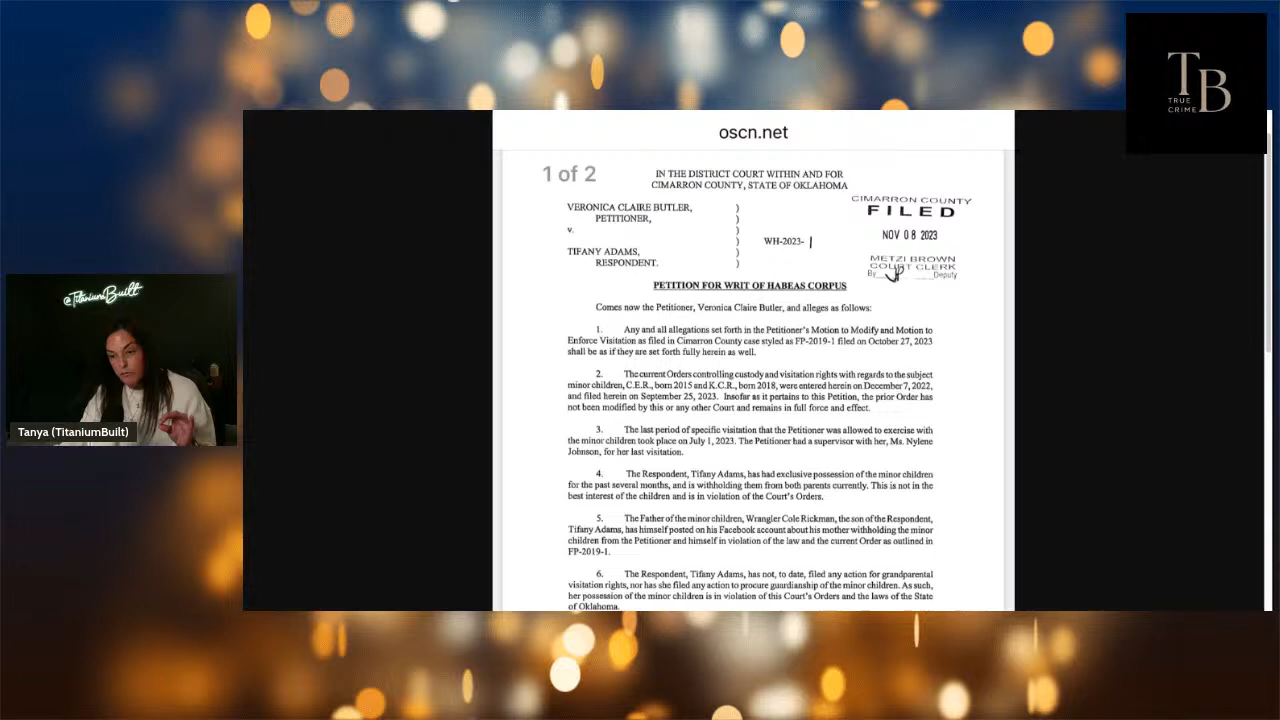 TB
TRUE
CRIME
oscn.net
1 of 2
IN THE DISTRICT COURT WITHIN AND FOR
CIMARRON COUNTY, STATE OF OKLAHOMA
CIMARRON COUNTY
FILED
NOV 08 2023
METZI BROWN
COURT CLERK
By Deputy
VERONICA CLAIRE BUTLER, )
PETITIONER, )
v. )
) WH-2023- 1
TIFANY ADAMS, )
RESPONDENT. )
PETITION FOR WRIT OF HABEAS CORPUS
Comes now the Petitioner, Veronica Claire Butler, and alleges as follows:
1. Any and all allegations set forth in the Petitioner's Motion to Modify and Motion to
Enforce Visitation as filed in Cimarron County case styled as FP-2019-1 filed on October 27, 2023
shall be as if they are set forth fully herein as well.
2. The current Orders controlling custody and visitation rights with regards to the subject
minor children, C.E.R., born 2015 and K.C.R., born 2018, were entered herein on December 7, 2022,
and filed herein on September 25, 2023. Insofar as it pertains to this Petition, the prior Order has
not been modified by this or any other Court and remains in full force and effect.
3. The last period of specific visitation that the Petitioner was allowed to exercise with
the minor children took place on July 1, 2023. The Petitioner had a supervisor with her, Ms. Nylene
Johnson, for her last visitation.
4. The Respondent, Tifany Adams, has had exclusive possession of the minor children
for the past several months, and is withholding them from both parents currently. This is not in the
best interest of the children and is in violation of the Court's Orders.
5. The Father of the minor children, Wrangler Cole Rickman, the son of the Respondent,
Tifany Adams, has himself posted on his Facebook account about his mother withholding the minor
children from the Petitioner and himself in violation of the law and the current Order as outlined in
FP-2019-1.
6. The Respondent, Tifany Adams, has not, to date, filed any action for grandparental
visitation rights, nor has she filed any action to procure guardianship of the minor children. As such,
her possession of the minor children is in violation of this Court's Orders and the laws of the State
of Oklahoma.
@TitaniumBuilt
Tanya (TitaniumBuilt)